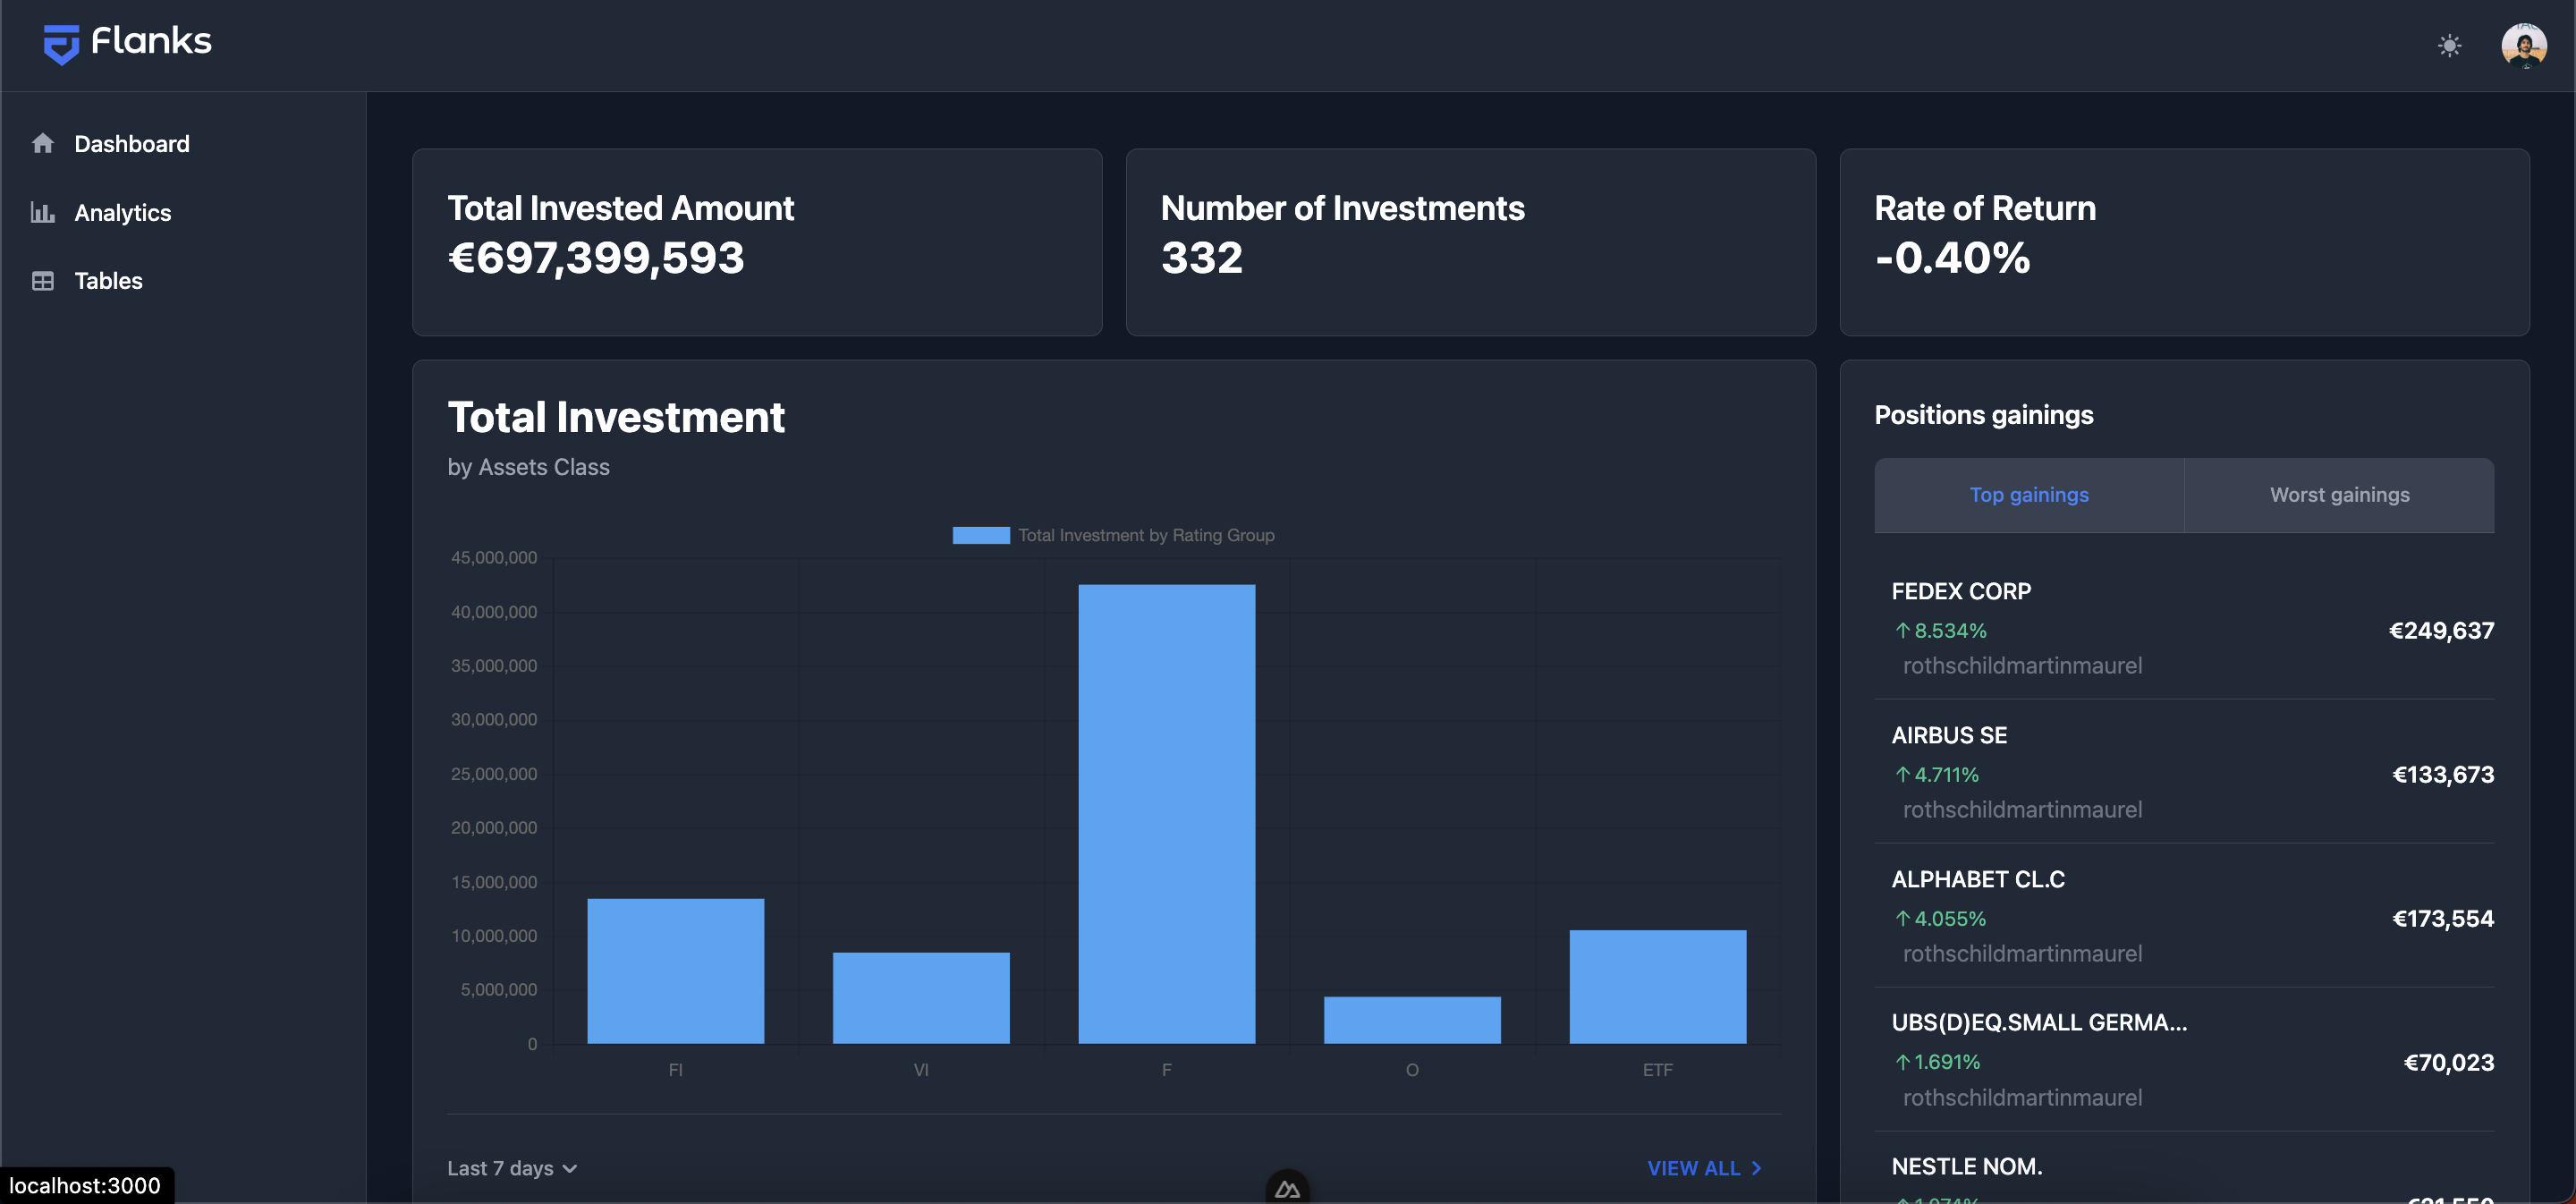 Flanks
Dashboard
Analytics
Tables
Total Invested Amount
€697,399,593
Number of Investments
332
Rate of Return
-0.40%
Total Investment
by Assets Class
Total Investment by Rating Group
45,000,000
40,000,000
35,000,000
30,000,000
25,000,000
20,000,000
15,000,000
10,000,000
5,000,000
0
FI
VI
F
O
ETF
Last 7 days
VIEW ALL
Positions gainings
Top gainings
Worst gainings
FEDEX CORP
↑8.534%
€249,637
rothschildmartinmaurel
AIRBUS SE
↑4.711%
€133,673
rothschildmartinmaurel
ALPHABET CL.C
↑4.055%
€173,554
rothschildmartinmaurel
UBS(D)EQ.SMALL GERMA...
↑1.691%
€70,023
rothschildmartinmaurel
NESTLE NOM.
localhost:3000